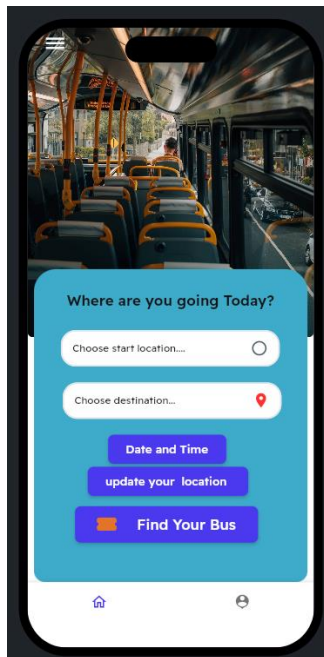 Where are you going Today?
Choose start location....
Choose destination...
Date and Time
update your  location
Find Your Bus